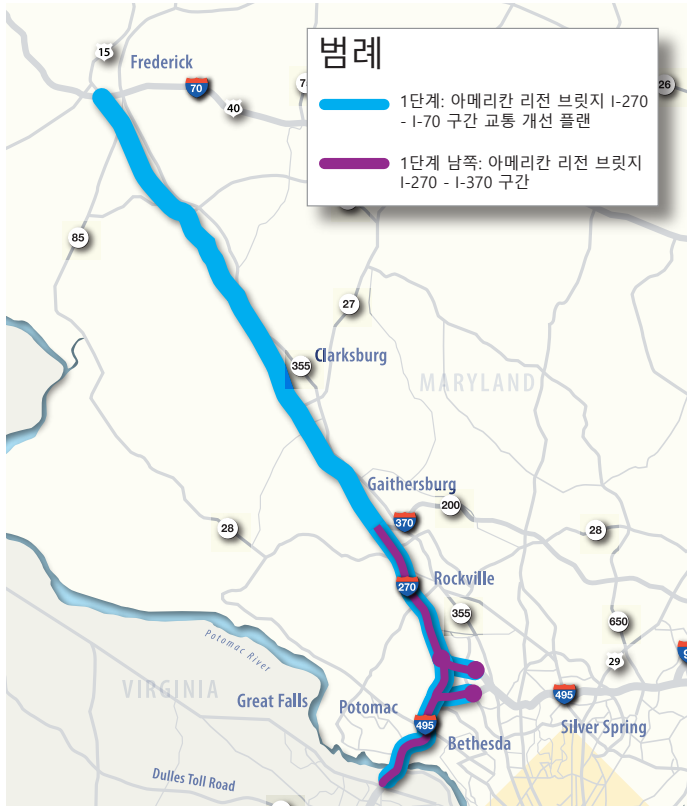 범례
1단계: 아메리칸 리전 브릿지 I-270
- I-70 구간 교통 개선 플랜
1단계 남쪽: 아메리칸 리전 브릿지
I-270 - I-370 구간
15
Frederick
70
40
26
85
27
355
Clarksburg
MARYLAND
Gaithersburg
200
370
28
28
270
Rockville
355
650
29
Potomac River
VIRGINIA
Great Falls
Potomac
495
495
Silver Spring
Bethesda
Dulles Toll Road